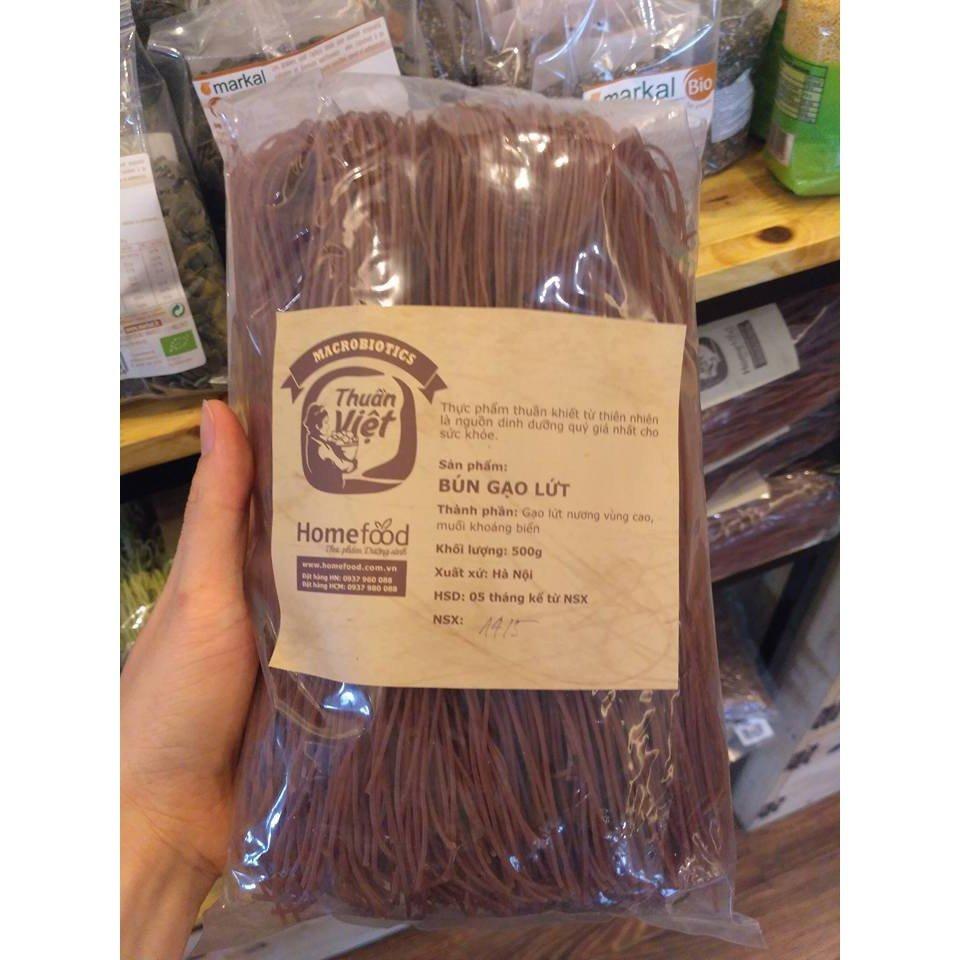 markal
markal
Bio
MACROBIOTICS
Thuần
Việt
Homefood
Thực phẩm Dưỡng sinh
www.homefood.com.vn
Đặt hàng HN: 0937 960 088
Đặt hàng HCM: 0937 980 088
Thực phẩm thuần khiết từ thiên nhiên
là nguồn dinh dưỡng quý giá nhất cho
sức khỏe.
Sản phẩm:
BÚN GẠO LỨT
Thành phần: Gạo lứt nương vùng cao,
muối khoáng biển
Khối lượng: 500g
Xuất xứ: Hà Nội
HSD: 05 tháng kể từ NSX
NSX: 14/5